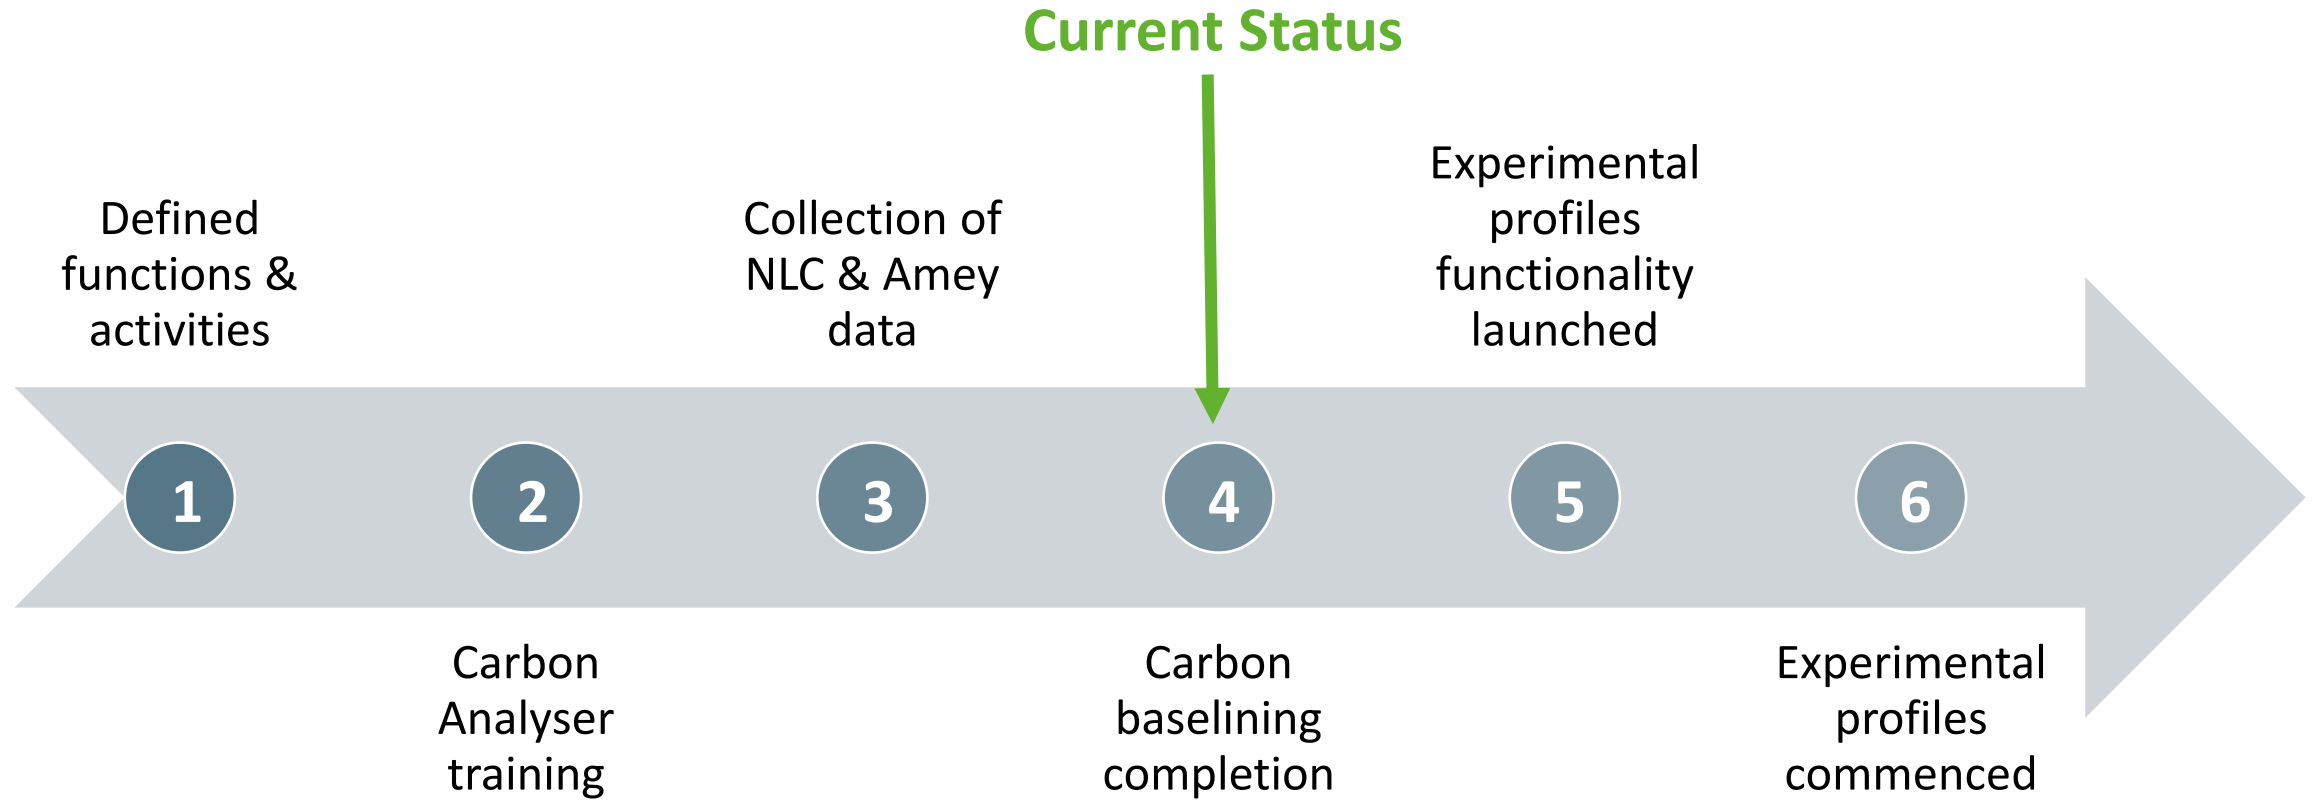 Current Status
Defined
functions &
activities
Collection of
NLC & Amey
data
Experimental
profiles
functionality
launched
1
2
3
4
5
6
Carbon
Analyser
training
Carbon
baselining
completion
Experimental
profiles
commenced